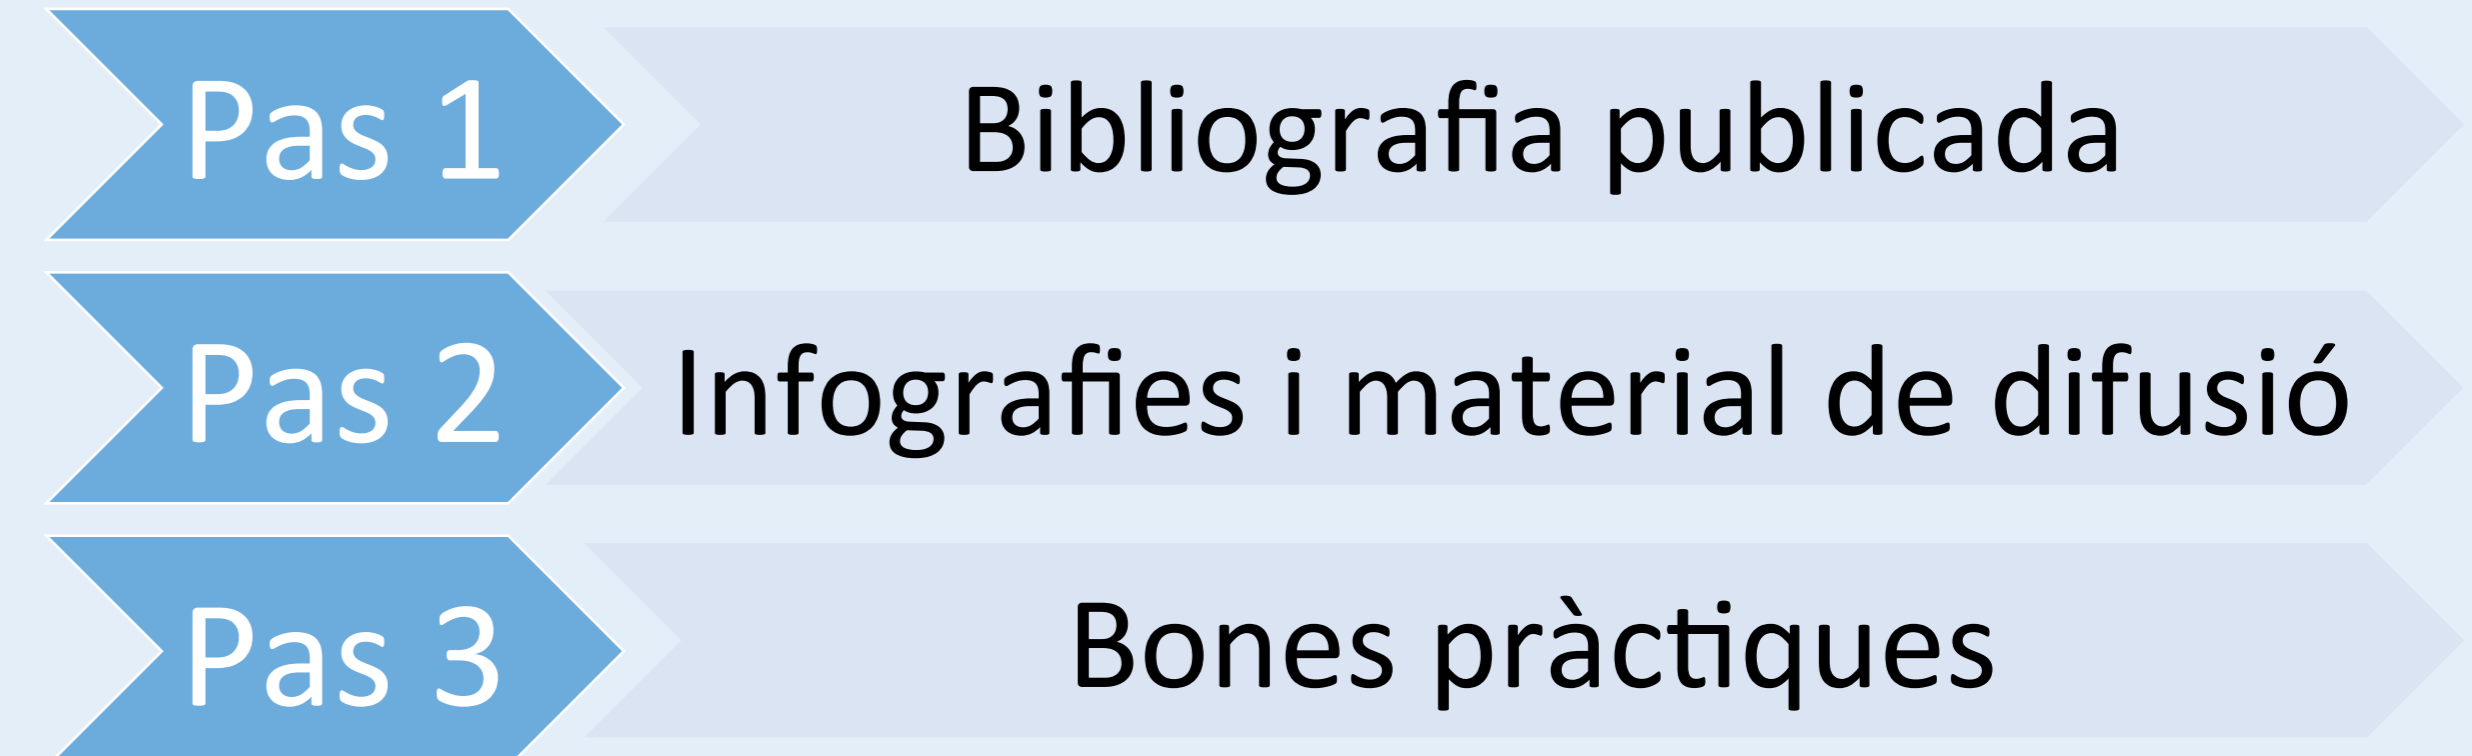 Pas 1
Bibliografia publicada
Pas 2
Infografies i material de difusió
Pas 3
Bones pràctiques